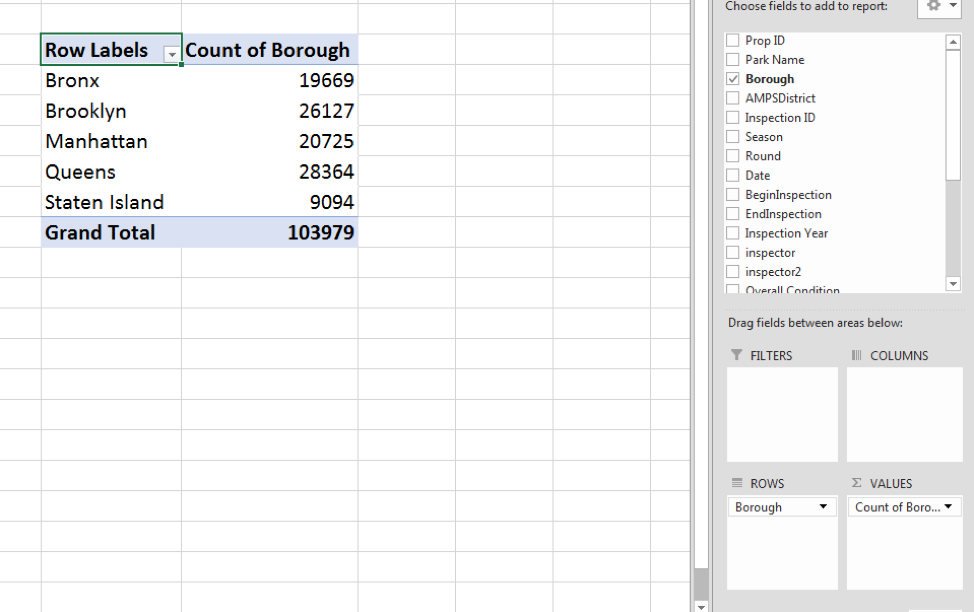 Choose fields to add to report:
Row Labels Count of Borough
Bronx 19669
Brooklyn 26127
Manhattan 20725
Queens 28364
Staten Island 9094
Grand Total 103979
Prop ID
Park Name
Borough
AMPSDistrict
Inspection ID
Season
Round
Date
BeginInspection
EndInspection
Inspection Year
inspector
inspector2
Overall Condition
Drag fields between areas below:
FILTERS
COLUMNS
ROWS
Borough
Σ VALUES
Count of Boro...